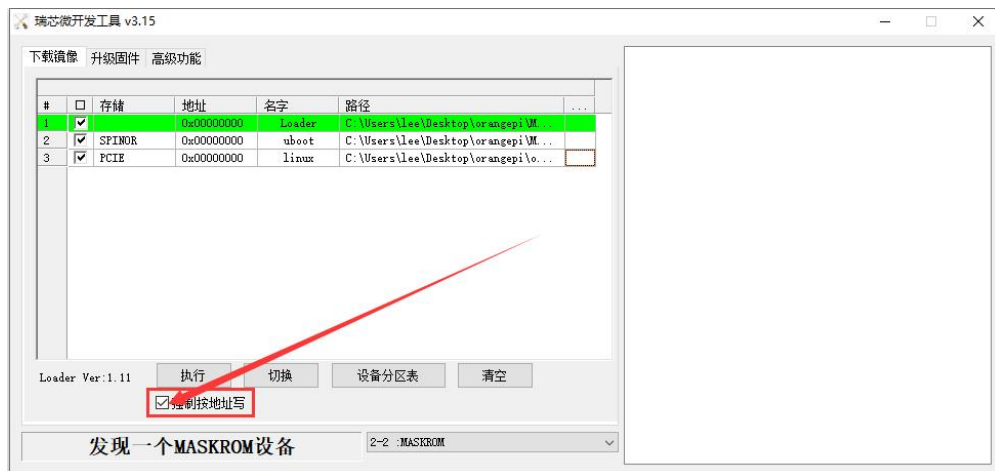 瑞芯微开发工具 v3.15
下载镜像 升级固件 高级功能
# 存储 地址 名字 路径 ...
1 0x00000000 Loader C:\Users\lee\Desktop\orangepi\M...
2 SPINOR 0x00000000 uboot C:\Users\lee\Desktop\orangepi\M...
3 PCIE 0x00000000 linux C:\Users\lee\Desktop\orangepi\o...
Loader Ver:1.11 执行 切换 设备分区表 清空
强制按地址写
发现一个MASKROM设备 2-2 :MASKROM